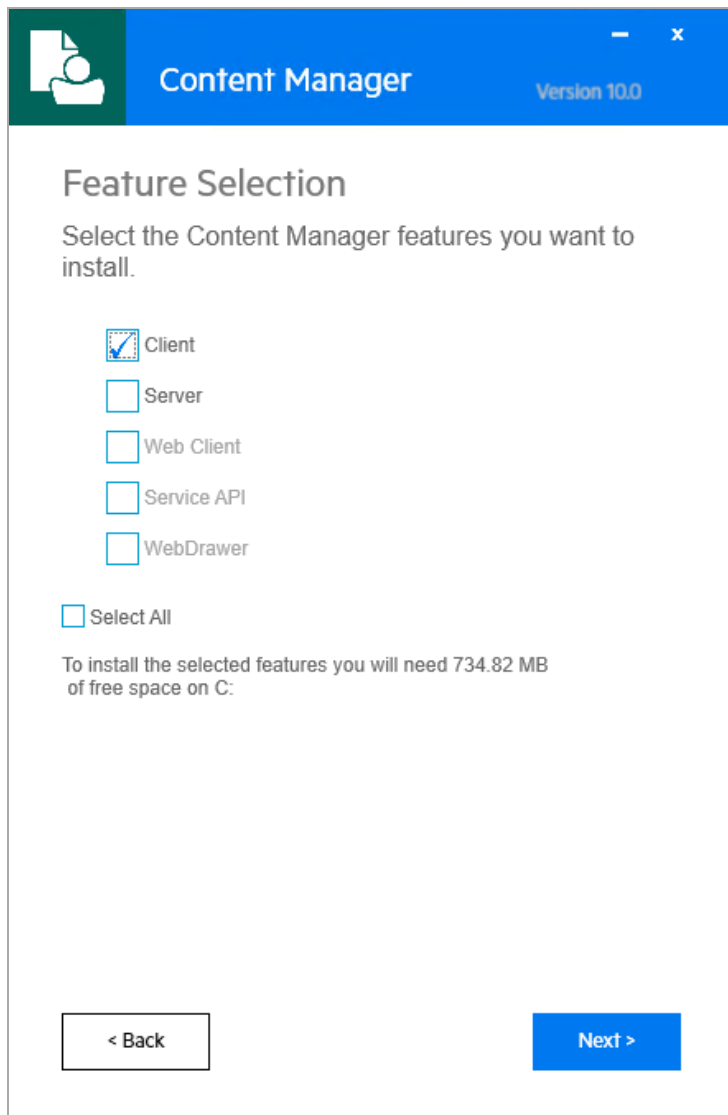 Content Manager
Version 10.0
x
Feature Selection
Select the Content Manager features you want to
install.
Client
Server
Web Client
Service API
WebDrawer
Select All
To install the selected features you will need 734.82 MB
of free space on C:
< Back
Next >